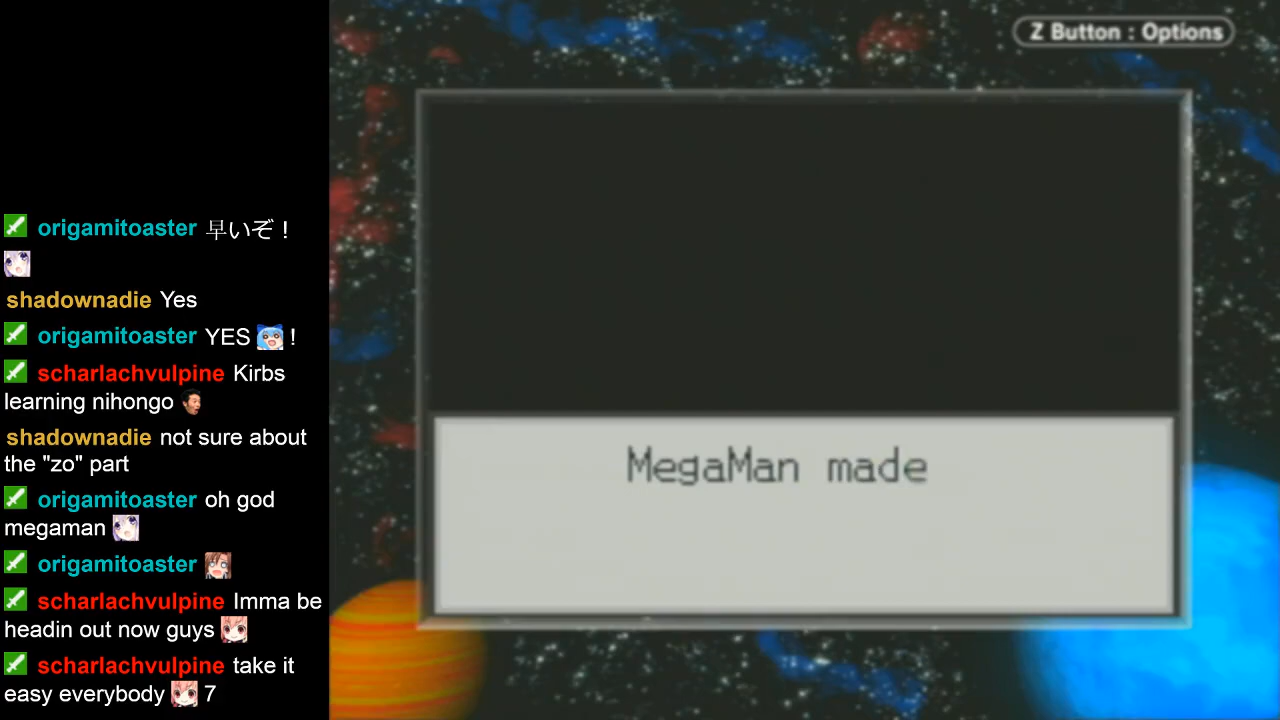 origamitoaster 早いぞ！
shadownadie Yes
origamitoaster YES !
scharlachvulpine Kirbs
learning nihongo
shadownadie not sure about
the "zo" part
origamitoaster oh god
megaman
origamitoaster
scharlachvulpine Imma be
headin out now guys
scharlachvulpine take it
easy everybody 7
Z Button : Options
MegaMan made